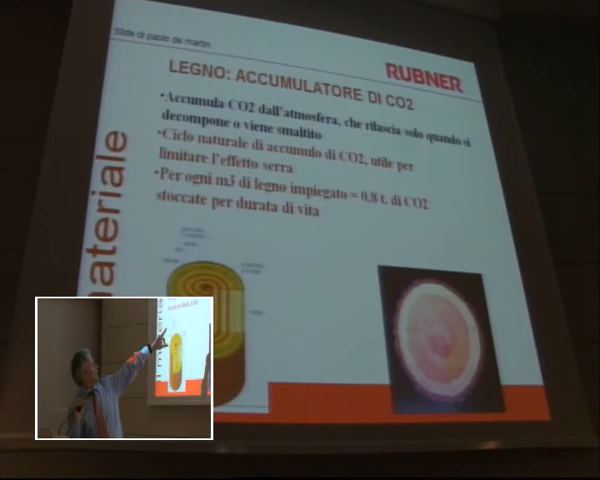 Slide di paolo de martin
RUBNER
LEGNO: ACCUMULATORE DI CO2
•Accumula CO2 dall'atmosfera, che rilascia solo quando si
decompone o viene smaltito
•Ciclo naturale di accumulo di CO2, utile per
limitare l'effetto serra
•Per ogni m3 di legno impiegato = 0.8 t. di CO2
stoccate per durata di vita
materiale